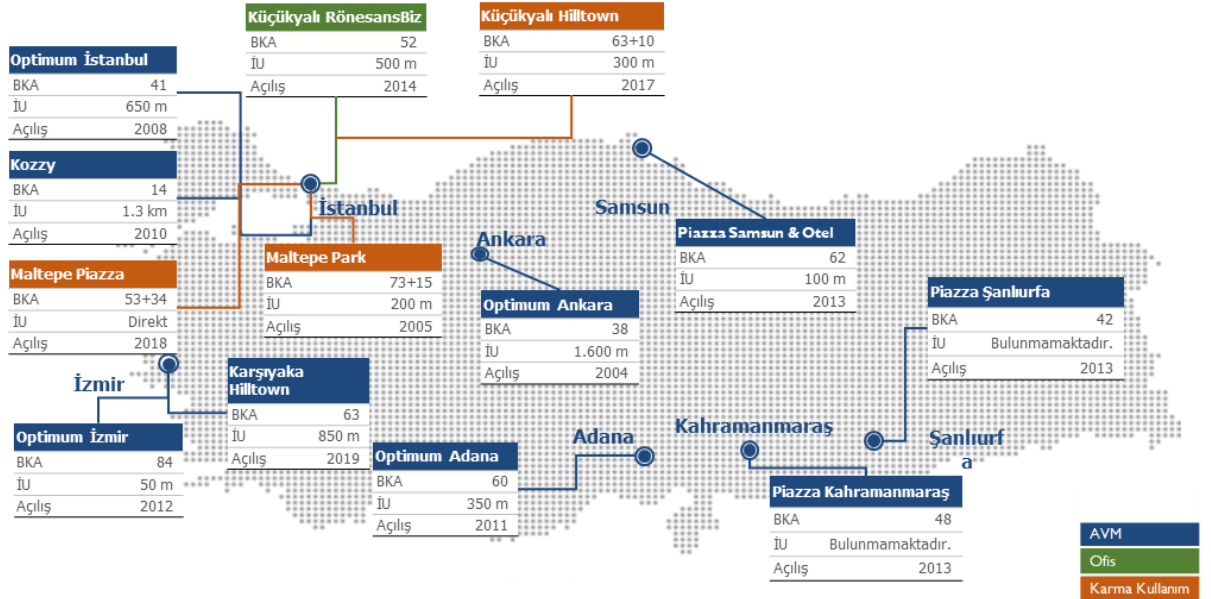 Küçükyalı RönesansBiz
BKA 52
İU 500 m
Açılış 2014
Küçükyalı Hilltown
BKA 63+10
İU 300 m
Açılış 2017
Optimum İstanbul
BKA 41
İU 650 m
Açılış 2008
Kozzy
BKA 14
İU 1.3 km
Açılış 2010
Maltepe Piazza
BKA 53+34
İU Direkt
Açılış 2018
İstanbul
Maltepe Park
BKA 73+15
İU 200 m
Açılış 2005
Ankara
Optimum Ankara
BKA 38
İU 1.600 m
Açılış 2004
Samsun
Piazza Samsun & Otel
BKA 62
İU 100 m
Açılış 2013
Piazza Şanlıurfa
BKA 42
İU Bulunmamaktadır.
Açılış 2013
İzmir
Karşıyaka
Hilltown
BKA 63
İU 850 m
Açılış 2019
Optimum İzmir
BKA 84
İU 50 m
Açılış 2012
Optimum Adana
BKA 60
İU 350 m
Açılış 2011
Adana
Kahramanmaraş
Şanlıurf
a
Piazza Kahramanmaraş
BKA 48
İU Bulunmamaktadır.
Açılış 2013
AVM
Ofis
Karma Kullanım